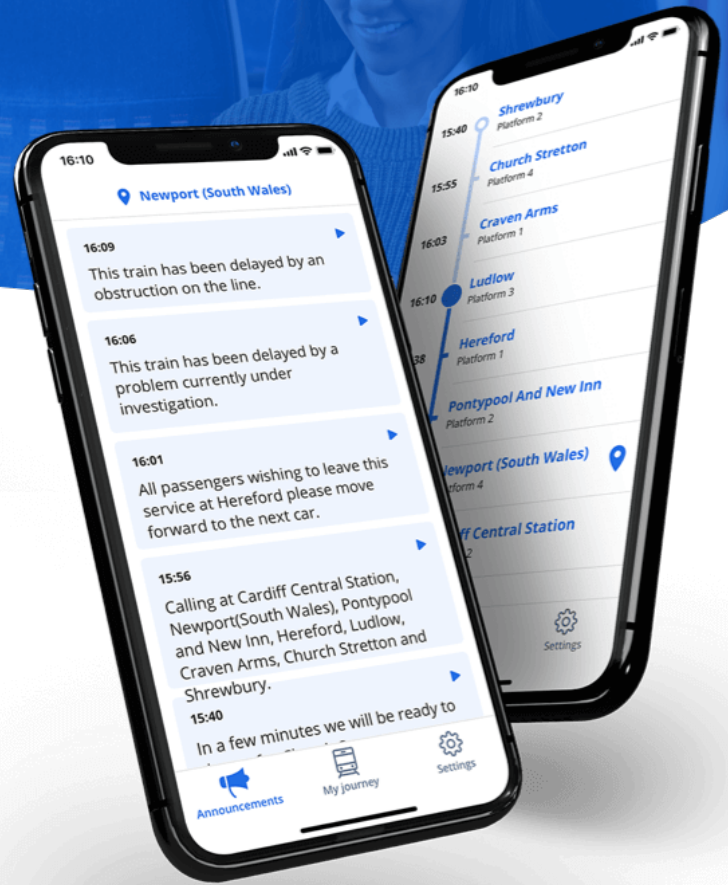 16:10
Newport (South Wales)
16:09
This train has been delayed by an
obstruction on the line.
16:06
This train has been delayed by a
problem currently under
investigation.
16:01
All passengers wishing to leave this
service at Hereford please move
forward to the next car.
15:56
Calling at Cardiff Central Station,
Newport(South Wales), Pontypool
and New Inn, Hereford, Ludlow,
Craven Arms, Church Stretton and
Shrewbury.
15:40
In a few minutes we will be ready to
Announcements
My journey
Settings
16:10
15:40
Shrewbury
Platform 2
15:55
Church Stretton
Platform 4
16:03
Craven Arms
Platform 1
16:10
Ludlow
Platform 3
38
Hereford
Platform 1
Pontypool And New Inn
Platform 2
Newport (South Wales)
tform 4
ff Central Station
2
Settings